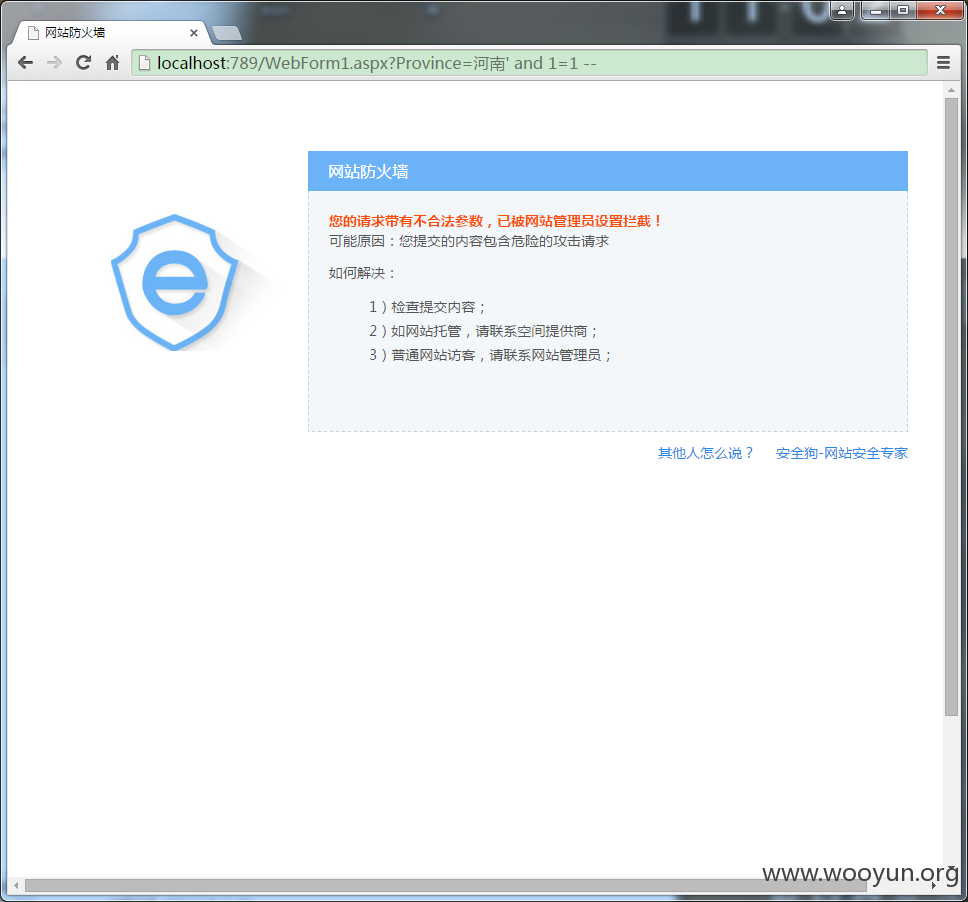 网站防火墙
localhost:789/WebForm1.aspx?Province=河南' and 1=1 --
网站防火墙
您的请求带有不合法参数，已被网站管理员设置拦截！
可能原因：您提交的内容包含危险的攻击请求
如何解决：
1）检查提交内容；
2）如网站托管，请联系空间提供商；
3）普通网站访客，请联系网站管理员；
其他人怎么说？ 安全狗-网站安全专家
www.wooyun.org